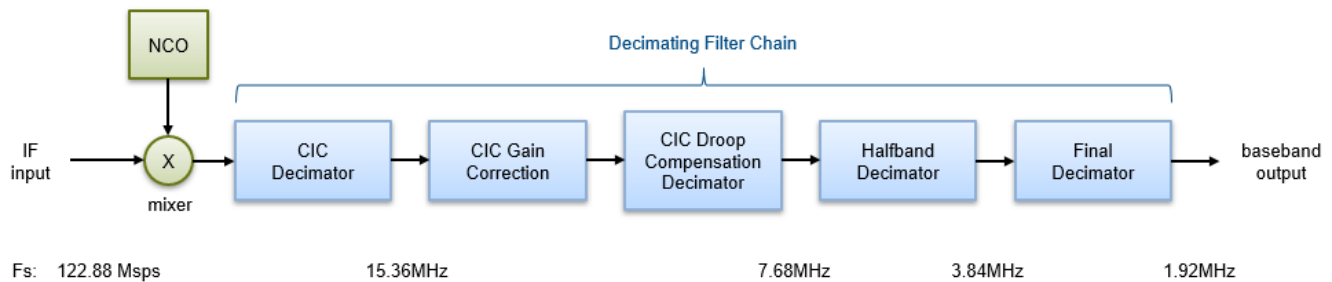 Decimating Filter Chain
NCO
IF
input
X
mixer
CIC
Decimator
CIC Gain
Correction
CIC Droop
Compensation
Decimator
Halfband
Decimator
Final
Decimator
baseband
output
Fs: 122.88 Msps 15.36MHz 7.68MHz 3.84MHz 1.92MHz